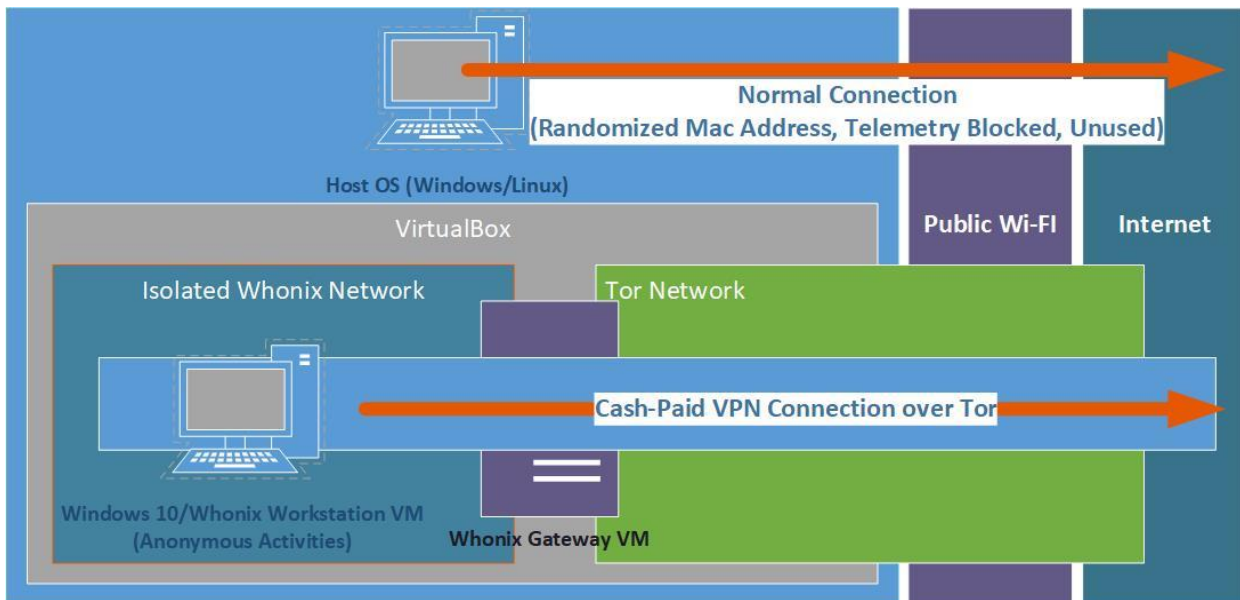 Normal Connection
(Randomized Mac Address, Telemetry Blocked, Unused)
Host OS (Windows/Linux)
VirtualBox
Public Wi-FI
Internet
Isolated Whonix Network
Tor Network
Cash-Paid VPN Connection over Tor
Windows 10/Whonix Workstation VM
(Anonymous Activities)
Whonix Gateway VM